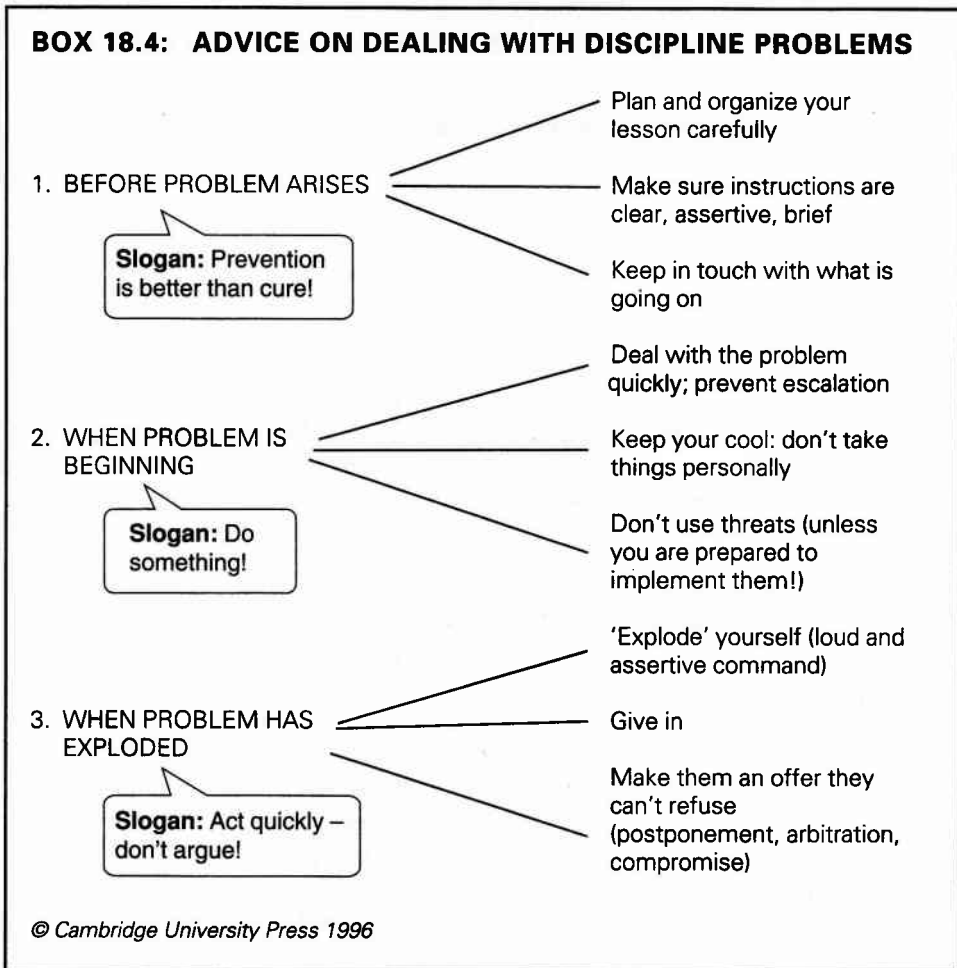 BOX 18.4: ADVICE ON DEALING WITH DISCIPLINE PROBLEMS
1. BEFORE PROBLEM ARISES
Slogan: Prevention
is better than cure!
Plan and organize your
lesson carefully
Make sure instructions are
clear, assertive, brief
Keep in touch with what is
going on
2. WHEN PROBLEM IS
BEGINNING
Slogan: Do
something!
Deal with the problem
quickly; prevent escalation
Keep your cool: don't take
things personally
Don't use threats (unless
you are prepared to
implement them!)
3. WHEN PROBLEM HAS
EXPLODED
Slogan: Act quickly –
don't argue!
'Explode' yourself (loud and
assertive command)
Give in
Make them an offer they
can't refuse
(postponement, arbitration,
compromise)
© Cambridge University Press 1996